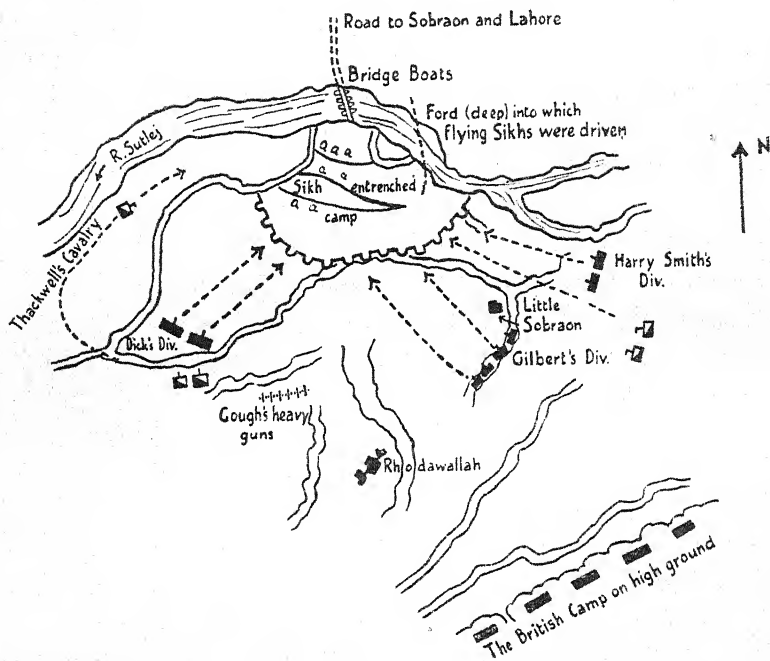 Road to Sobraon and Lahore
Bridge Boats
Ford (deep) into which
flying Sikhs were driven
N
R. Sutlej
Sikh entrenched
camp
Thackwell's Cavalry
Harry Smith's
Div.
Little
Sobraon
Dick's Div.
Gilbert's Div.
Gough's heavy
guns
Rhodawallah
The British Camp on high ground